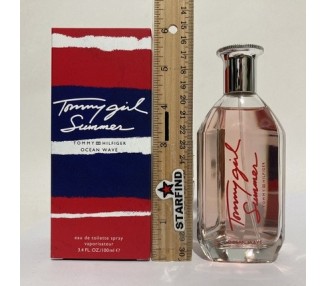 Tommy girl
Summer
TOMMY HILFIGER
OCEAN WAVE
eau de toilette spray
vaporisateur
3.4 FL. OZ./100 ml ℮
STARFIND
Tommy girl
Summer